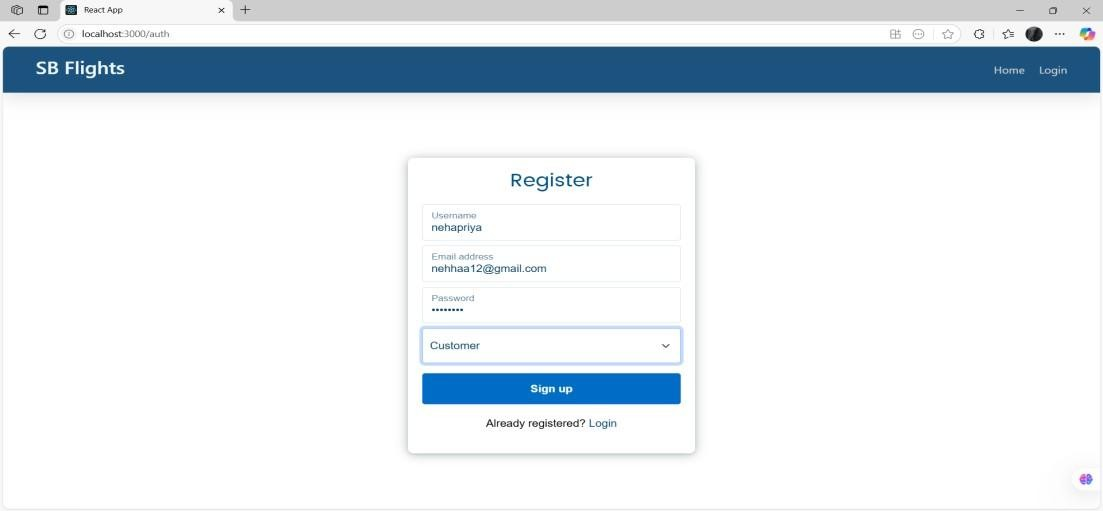 React App
localhost:3000/auth
SB Flights
Home Login
Register
Username
nehapriya
Email address
nehhaa12@gmail.com
Password
••••••••
Customer
Sign up
Already registered? Login